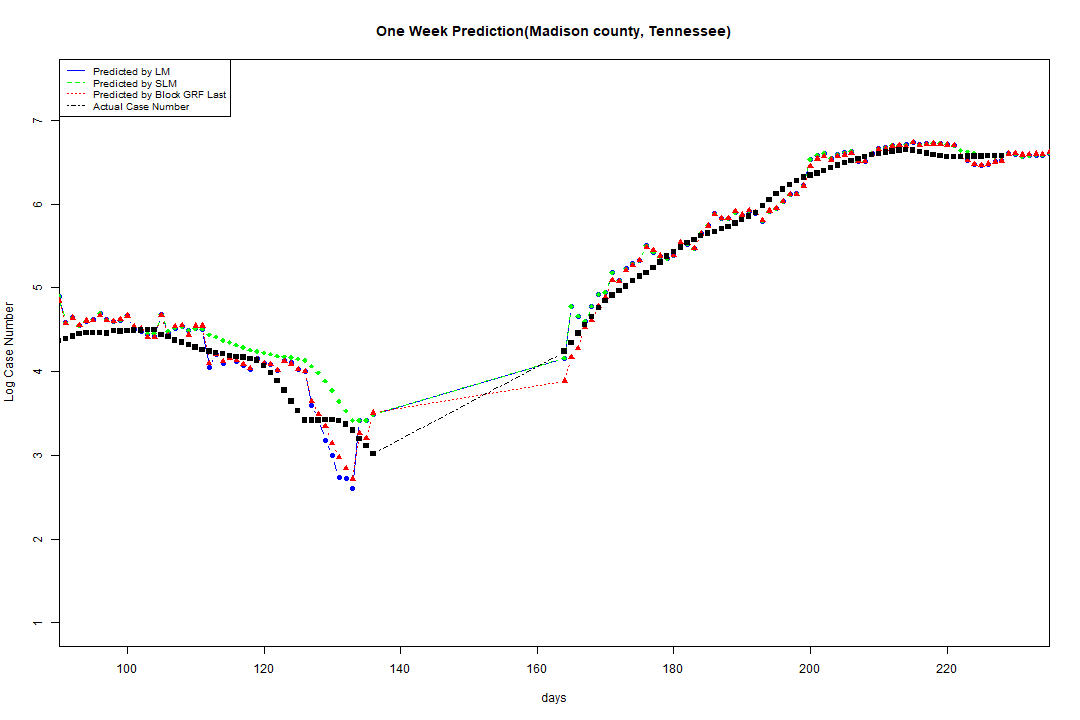 One Week Prediction(Madison county, Tennessee)
Predicted by LM
Predicted by SLM
Predicted by Block GRF Last
Actual Case Number
Log Case Number
7
6
5
4
3
2
1
100 120 140 160 180 200 220
days